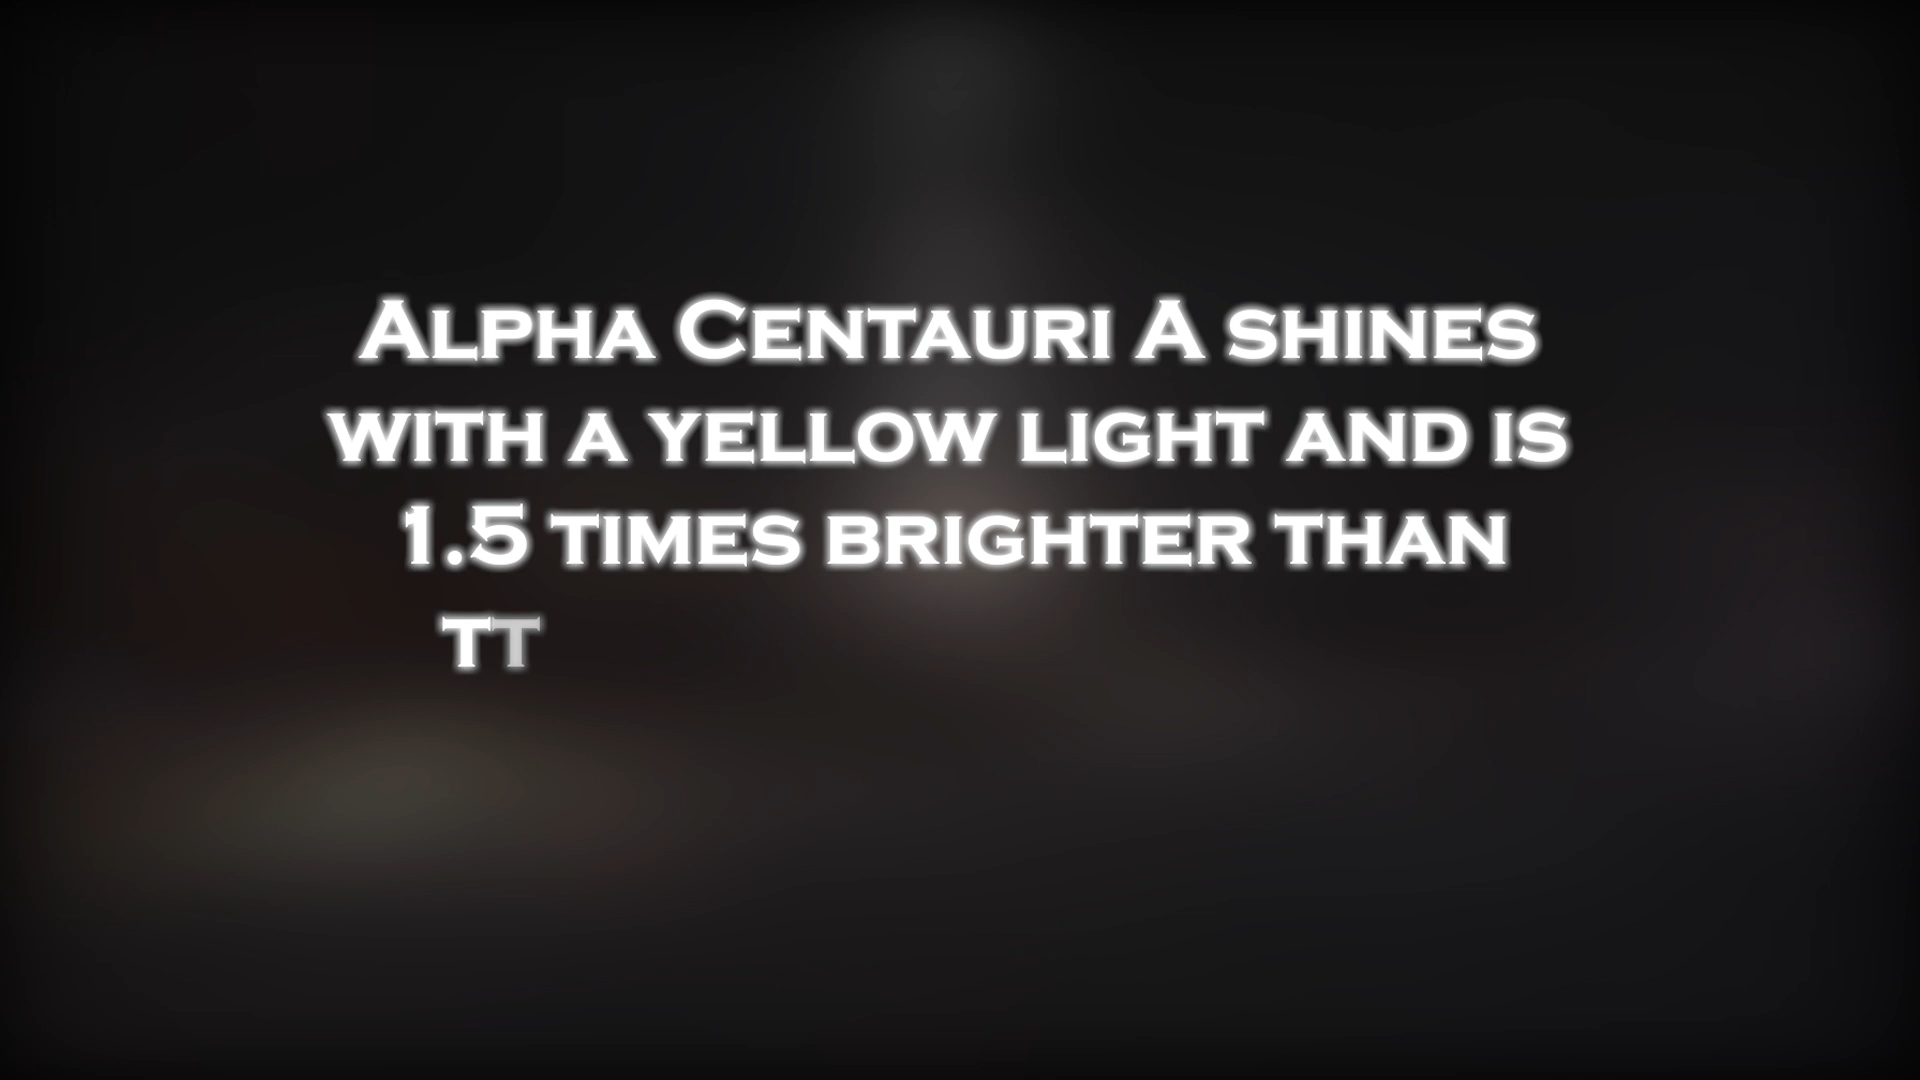 Alpha Centauri A shines
with a yellow light and is
1.5 times brighter than
tt